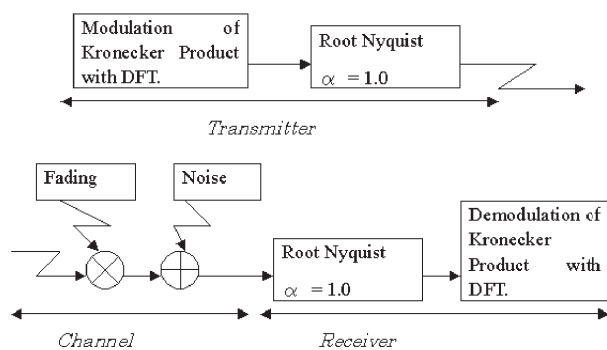 Modulation of
Kronecker Product
with DFT.
Root Nyquist
α = 1.0
Transmitter
Fading
Noise
Root Nyquist
α = 1.0
Demodulation of
Kronecker
Product with
DFT.
Channel
Receiver